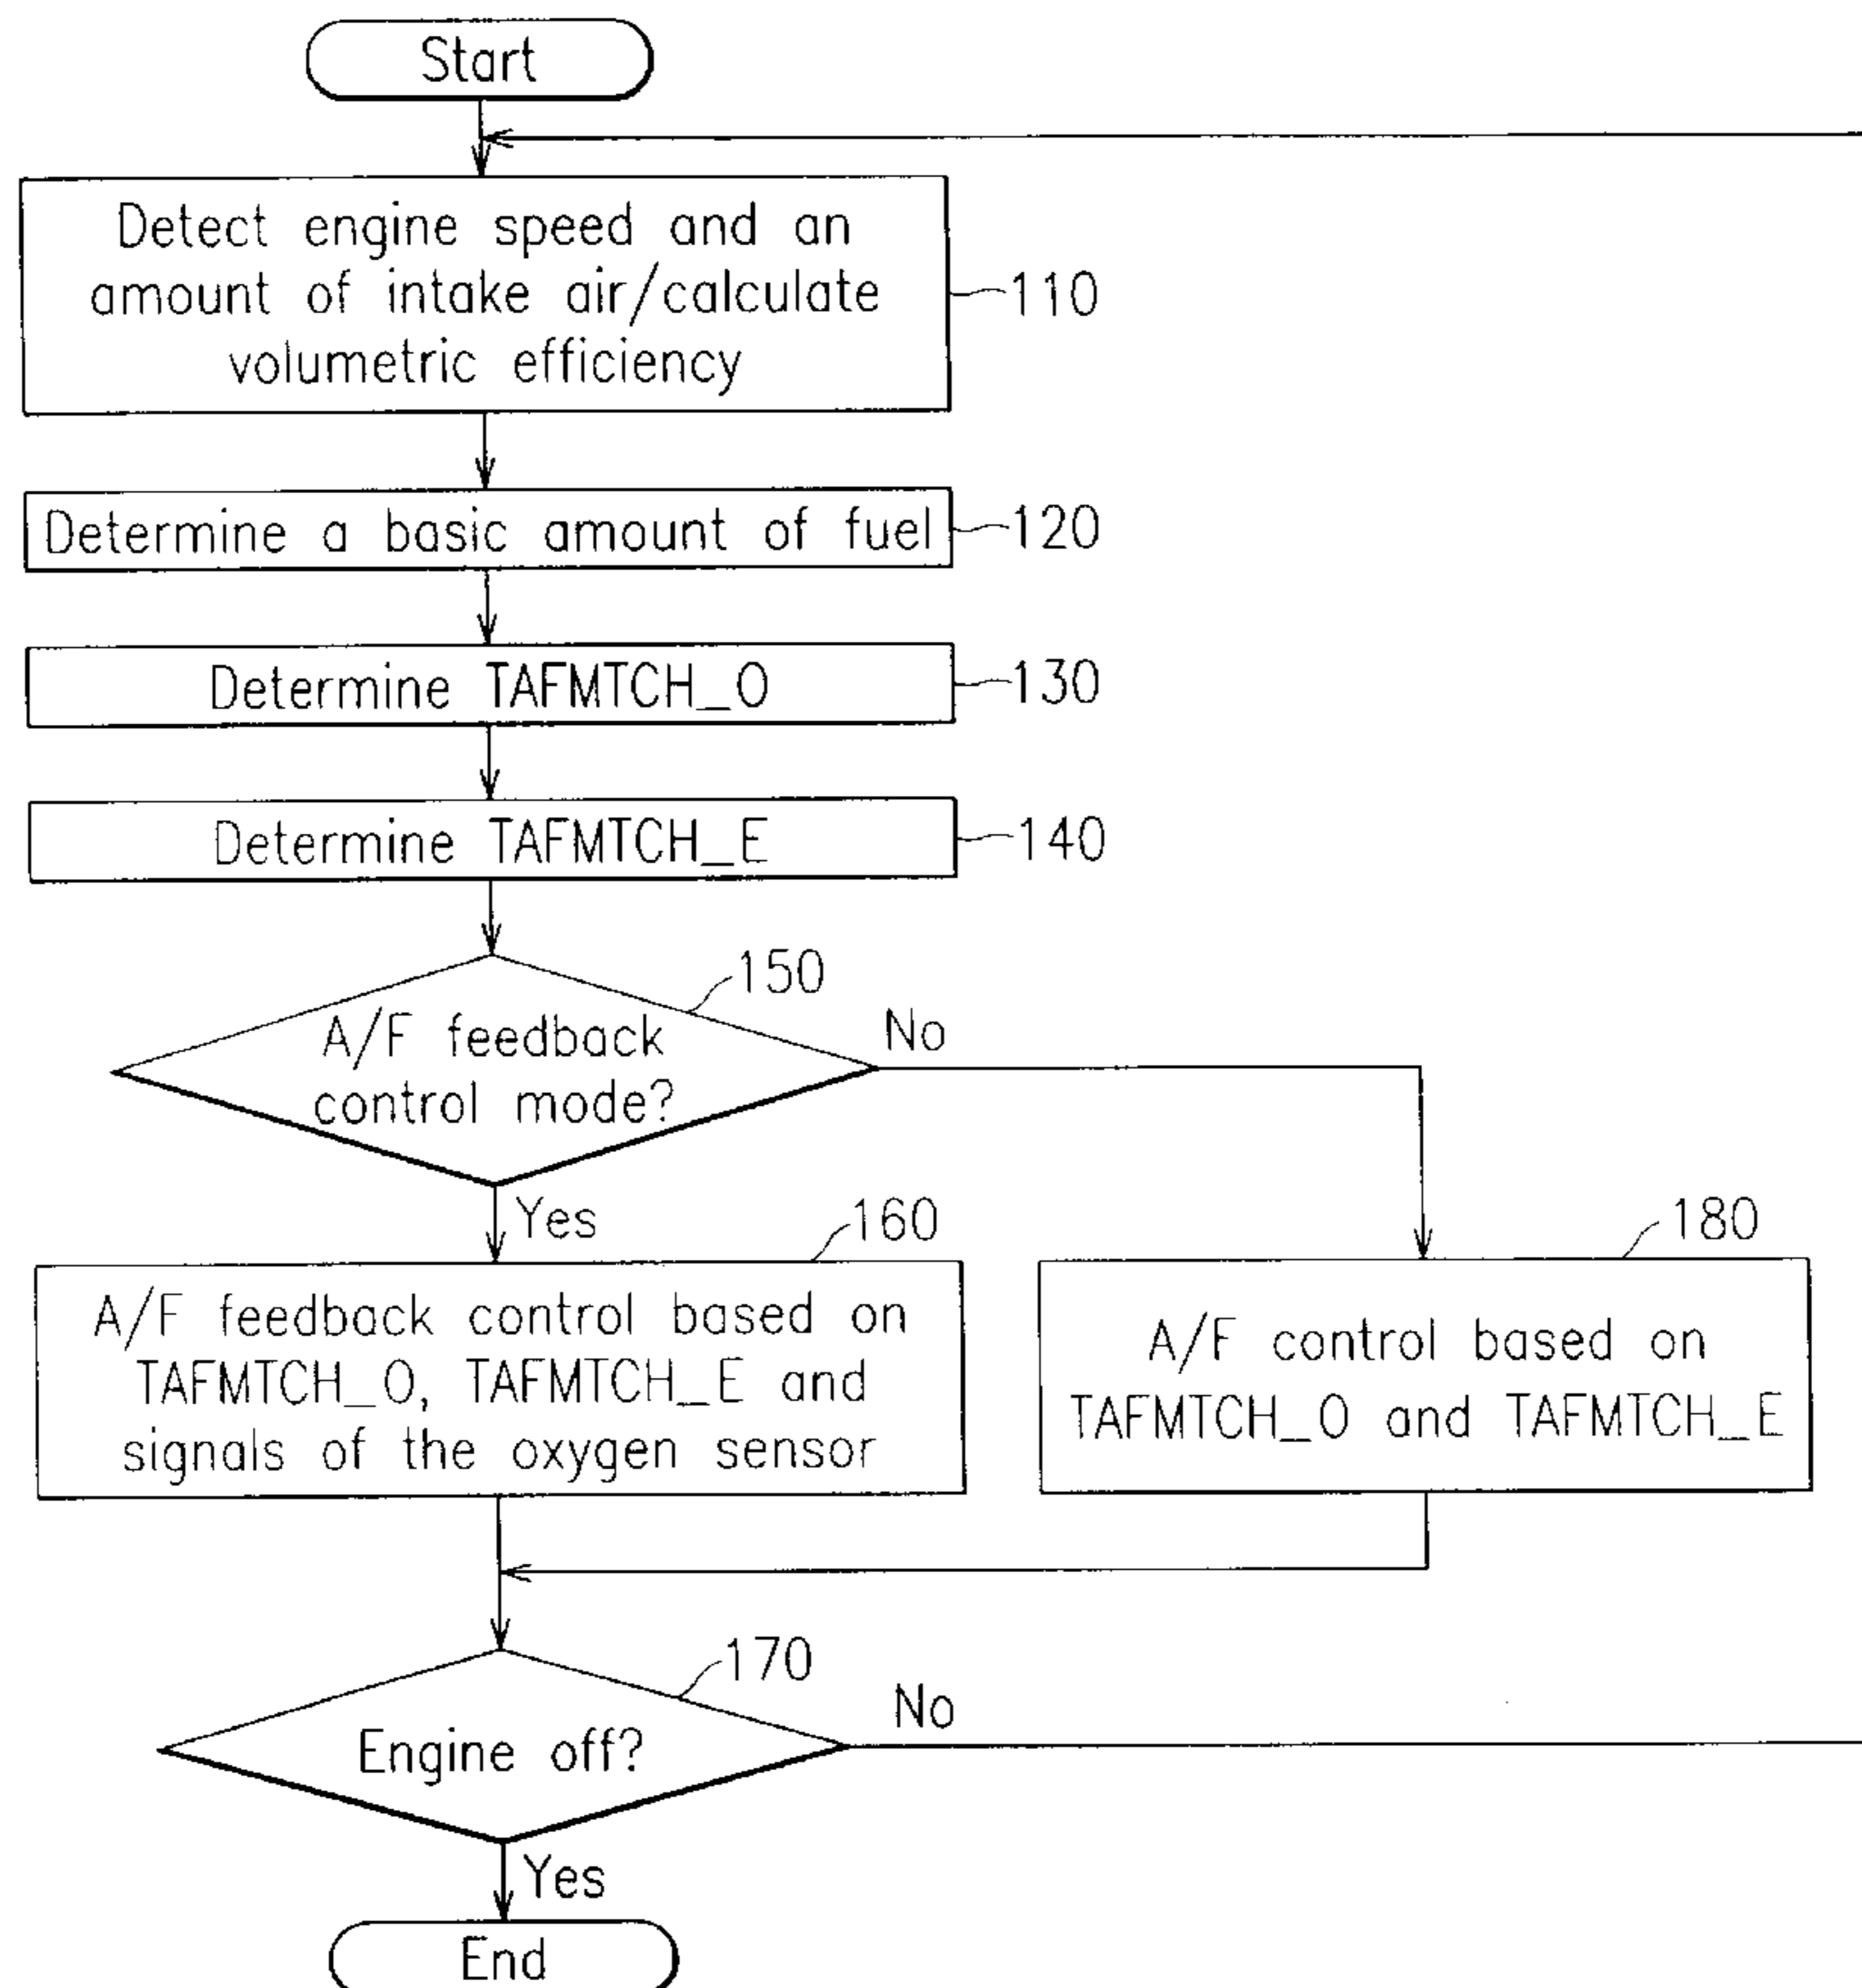 Start
Detect engine speed and an
amount of intake air/calculate
volumetric efficiency
110
Determine a basic amount of fuel
120
Determine TAFMTCH_O
130
Determine TAFMTCH_E
140
150
A/F feedback
control mode?
No
Yes
160
A/F feedback control based on
TAFMTCH_O, TAFMTCH_E and
signals of the oxygen sensor
180
A/F control based on
TAFMTCH_O and TAFMTCH_E
170
Engine off?
No
Yes
End